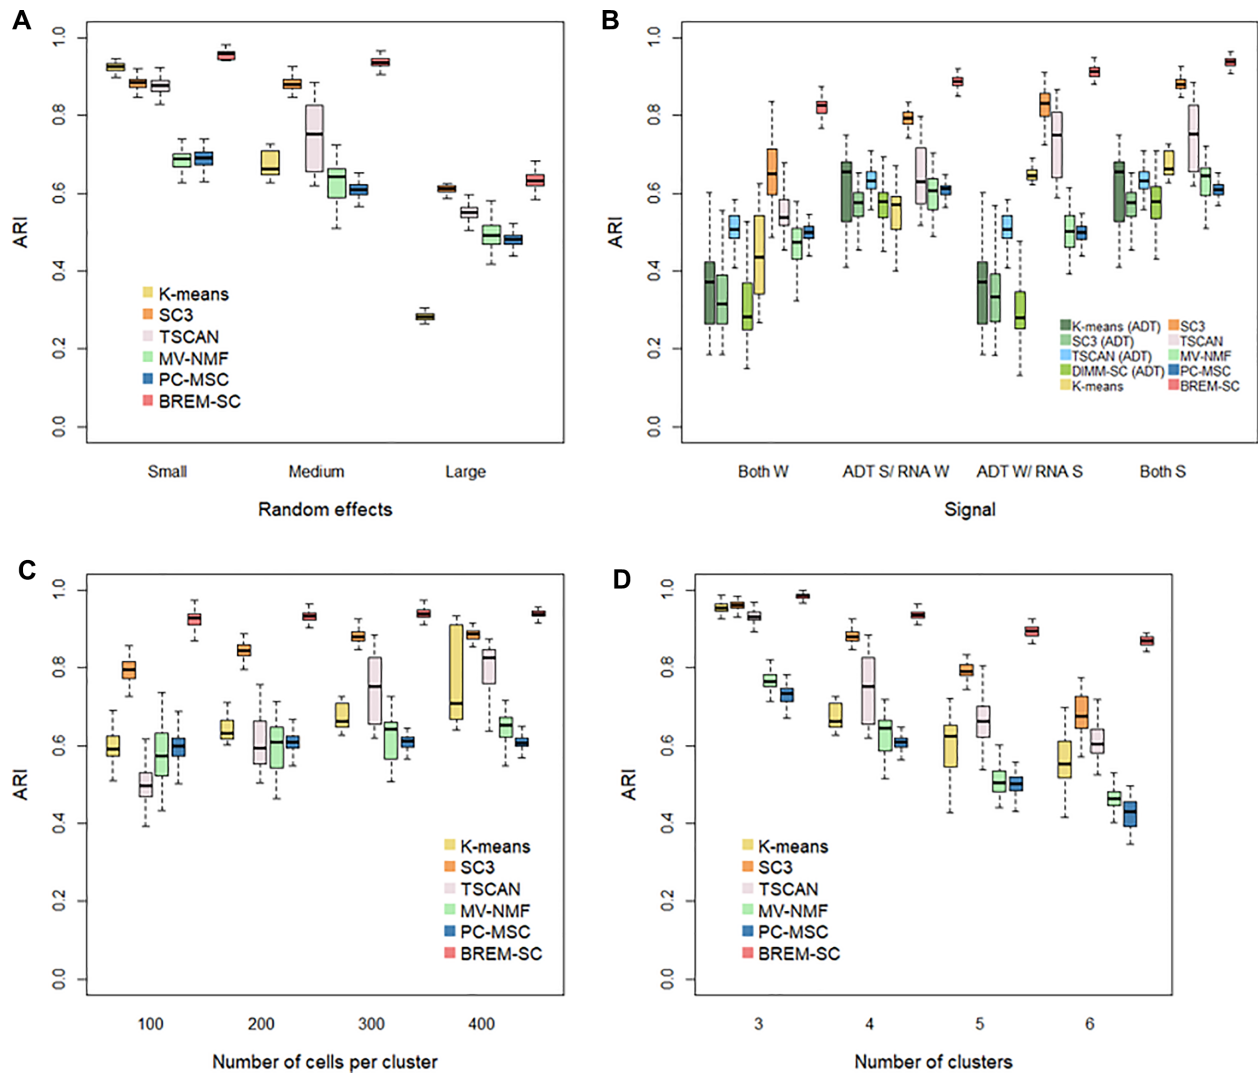 A
ARI
1.0
0.8
0.6
0.4
0.2
0.0
K-means
SC3
TSCAN
MV-NMF
PC-MSC
BREM-SC
Small Medium Large
Random effects
B
ARI
1.0
0.8
0.6
0.4
0.2
0.0
K-means (ADT) SC3
SC3 (ADT) TSCAN
TSCAN (ADT) MV-NMF
DIMM-SC (ADT) PC-MSC
K-means BREM-SC
Both W ADT S/ RNA W ADT W/ RNA S Both S
Signal
C
ARI
1.0
0.8
0.6
0.4
0.2
0.0
K-means
SC3
TSCAN
MV-NMF
PC-MSC
BREM-SC
100 200 300 400
Number of cells per cluster
D
ARI
1.0
0.8
0.6
0.4
0.2
0.0
K-means
SC3
TSCAN
MV-NMF
PC-MSC
BREM-SC
3 4 5 6
Number of clusters